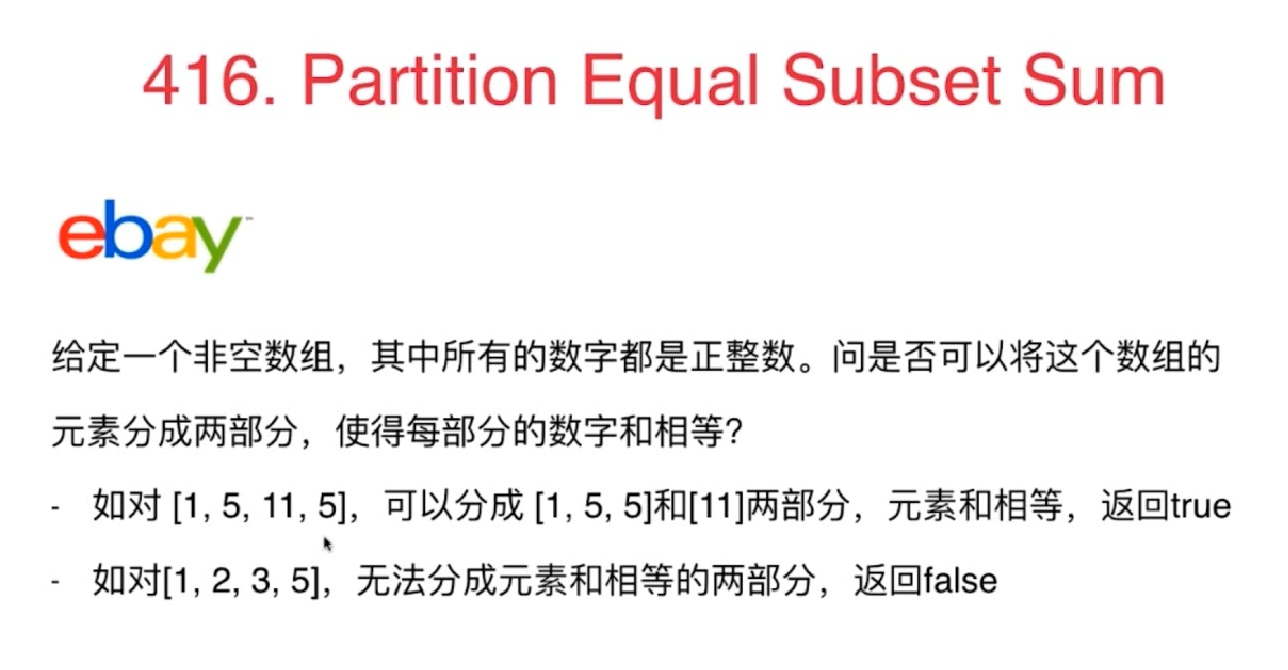 416. Partition Equal Subset Sum
ebay™
给定一个非空数组，其中所有的数字都是正整数。问是否可以将这个数组的
元素分成两部分，使得每部分的数字和相等？
- 如对 [1, 5, 11, 5]，可以分成 [1, 5, 5]和[11]两部分，元素和相等，返回true
- 如对[1, 2, 3, 5]，无法分成元素和相等的两部分，返回false